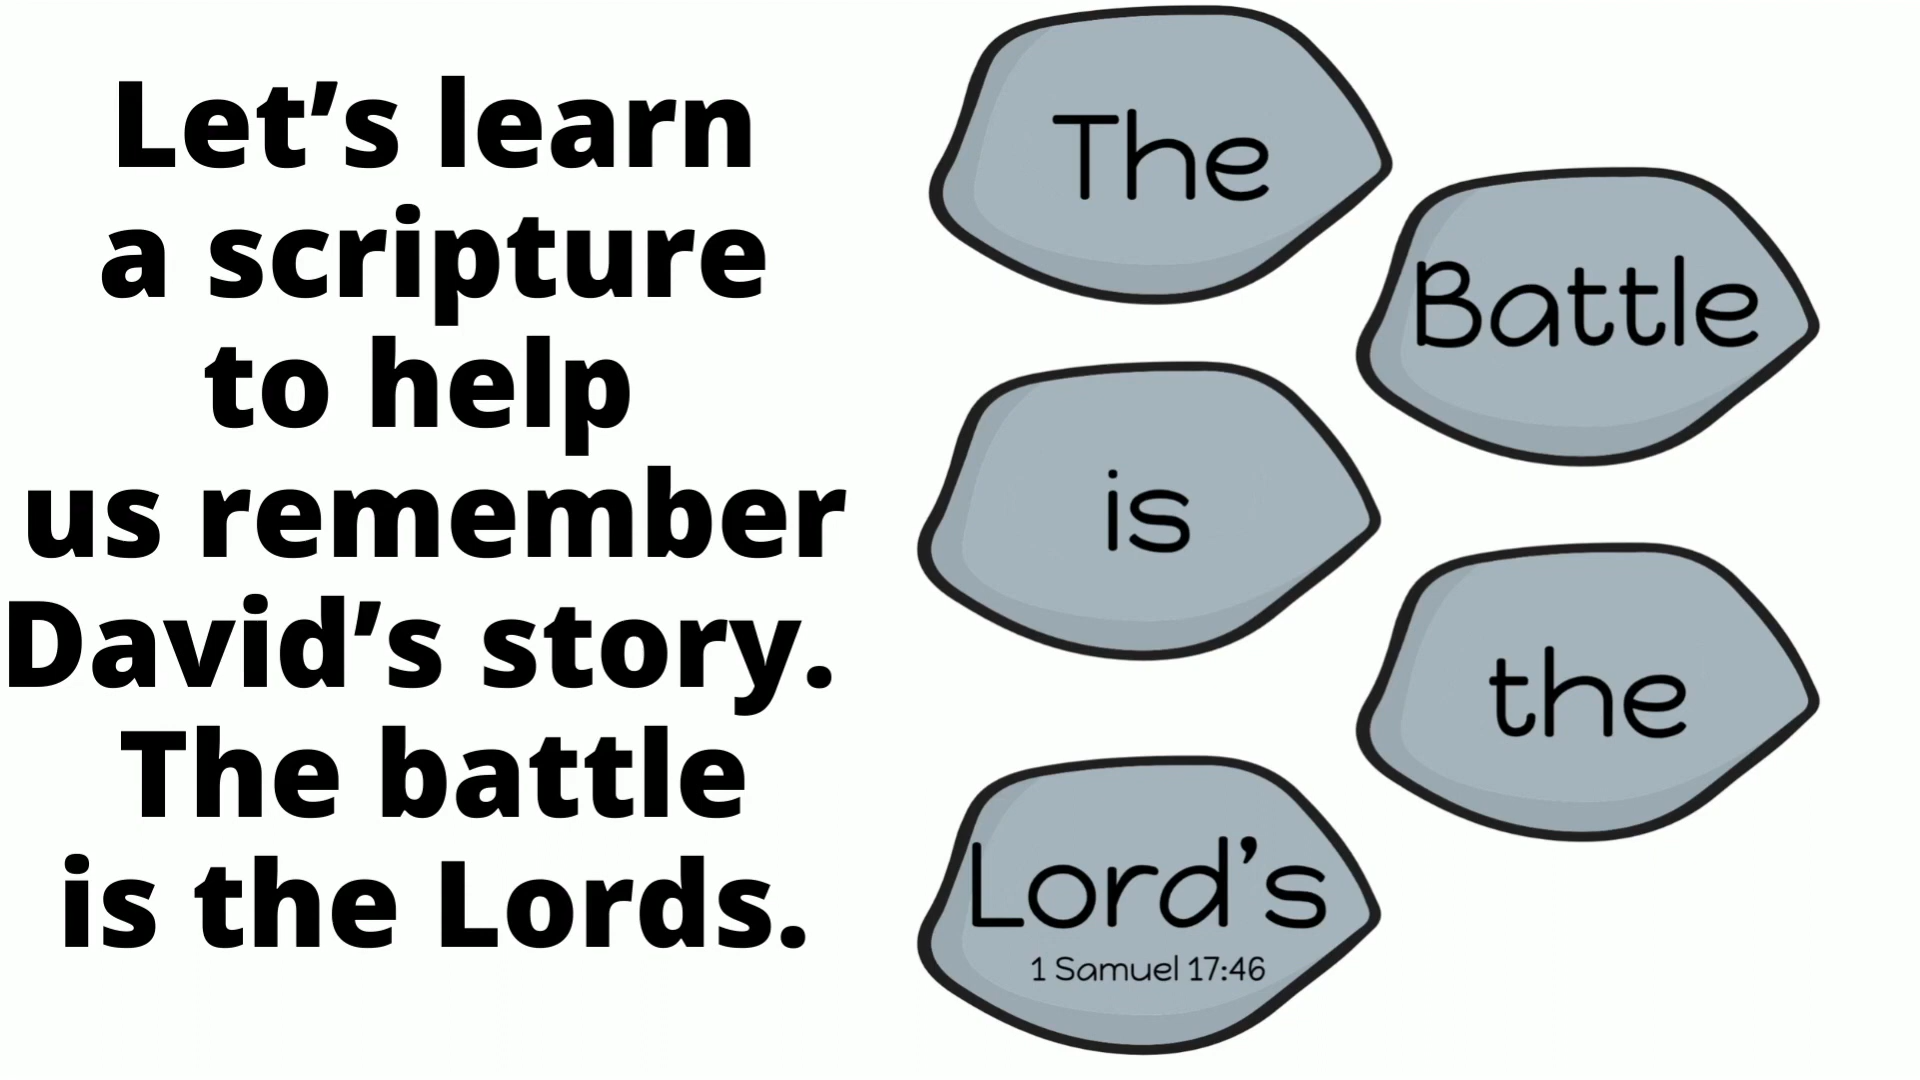 Let’s learn
a scripture
to help
us remember
David’s story.
The battle
is the Lords.
The
Battle
is
the
Lord’s
1 Samuel 17:46